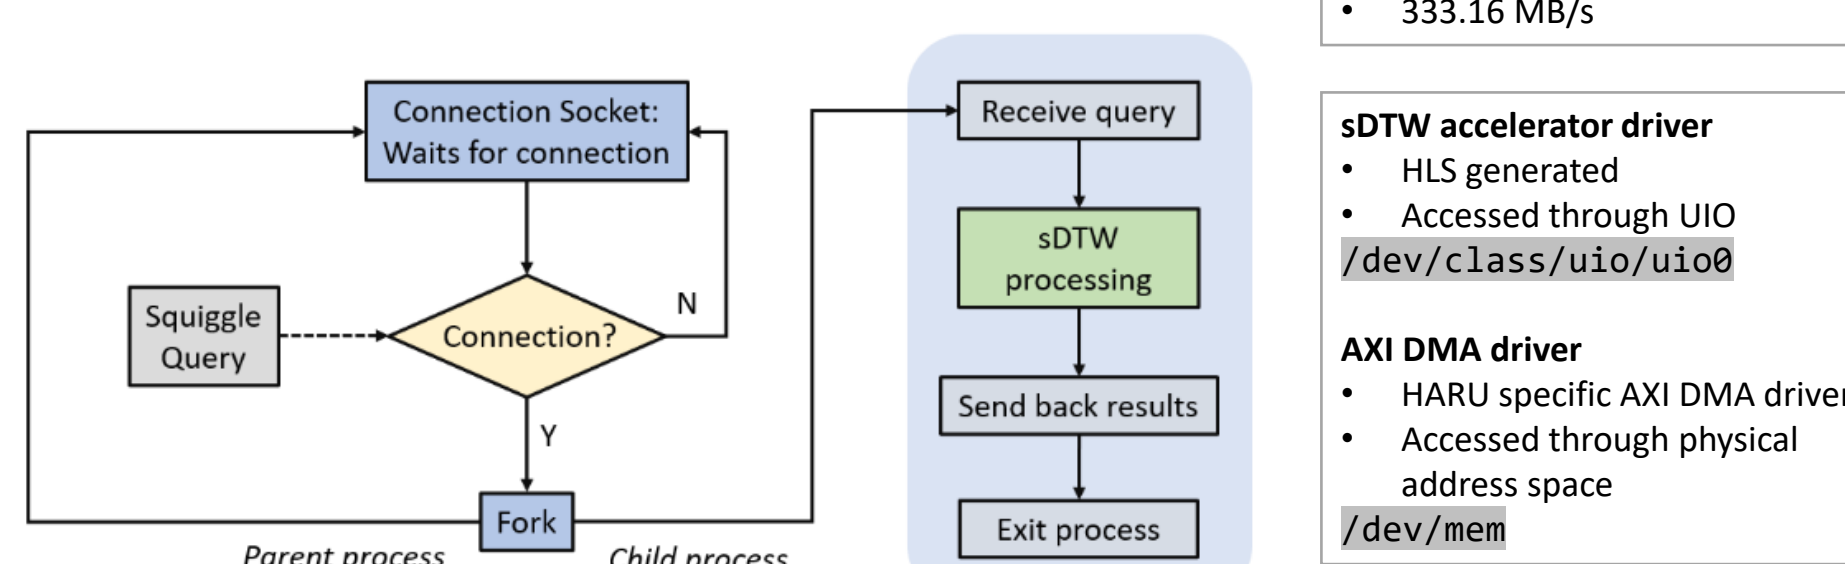 Connection Socket:
Waits for connection
Squiggle
Query
Connection?
N
Y
Fork
Parent process
Child process
Receive query
sDTW
processing
Send back results
Exit process
• 333.16 MB/s
sDTW accelerator driver
• HLS generated
• Accessed through UIO
/dev/class/uio/uio0
AXI DMA driver
• HARU specific AXI DMA driver
• Accessed through physical
address space
/dev/mem